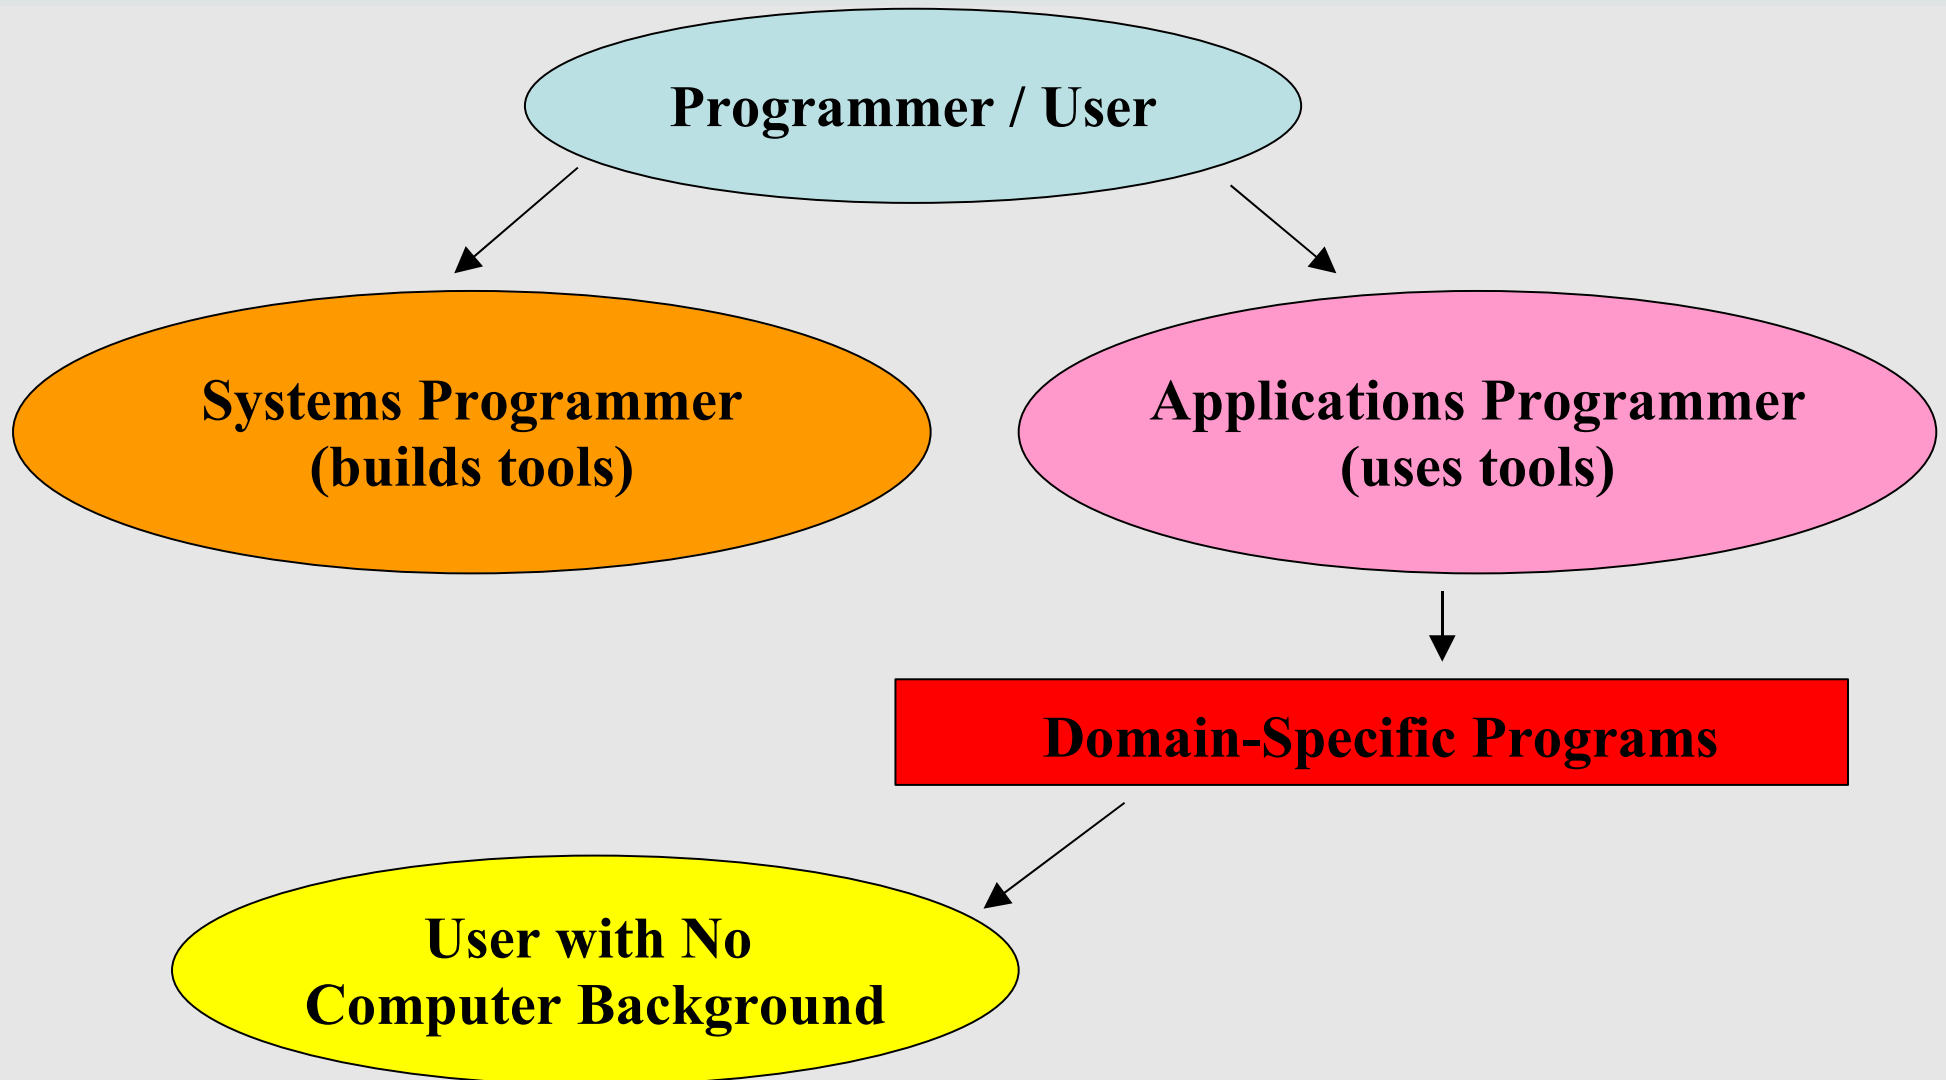 Programmer / User
Systems Programmer
(builds tools)
Applications Programmer
(uses tools)
Domain-Specific Programs
User with No
Computer Background